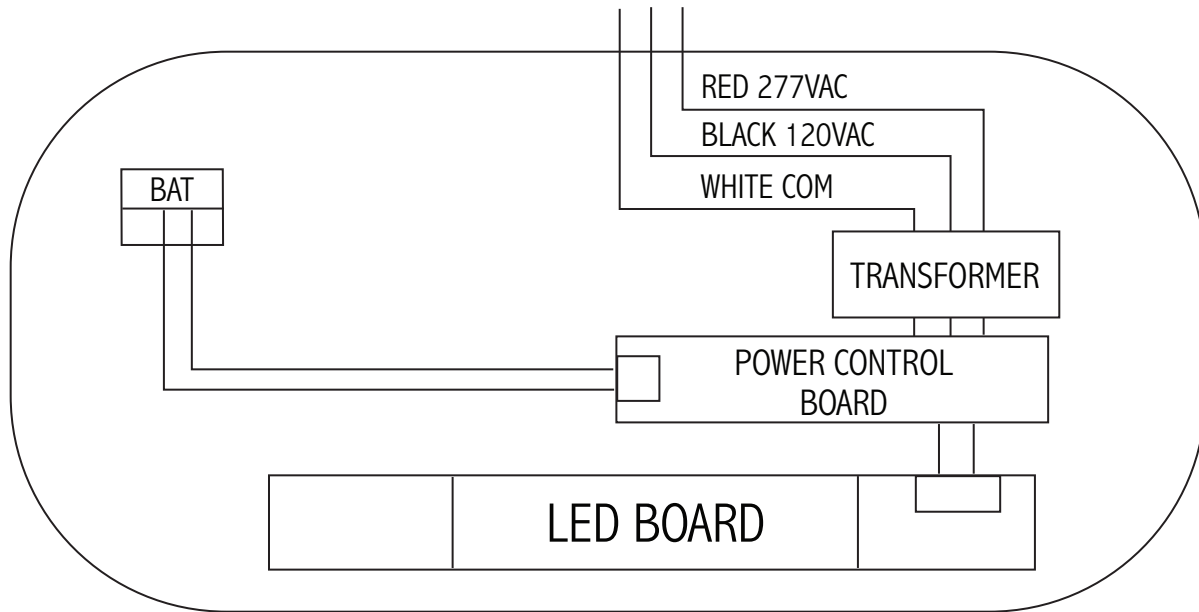 RED 277VAC
BLACK 120VAC
WHITE COM
BAT
TRANSFORMER
POWER CONTROL
BOARD
LED BOARD